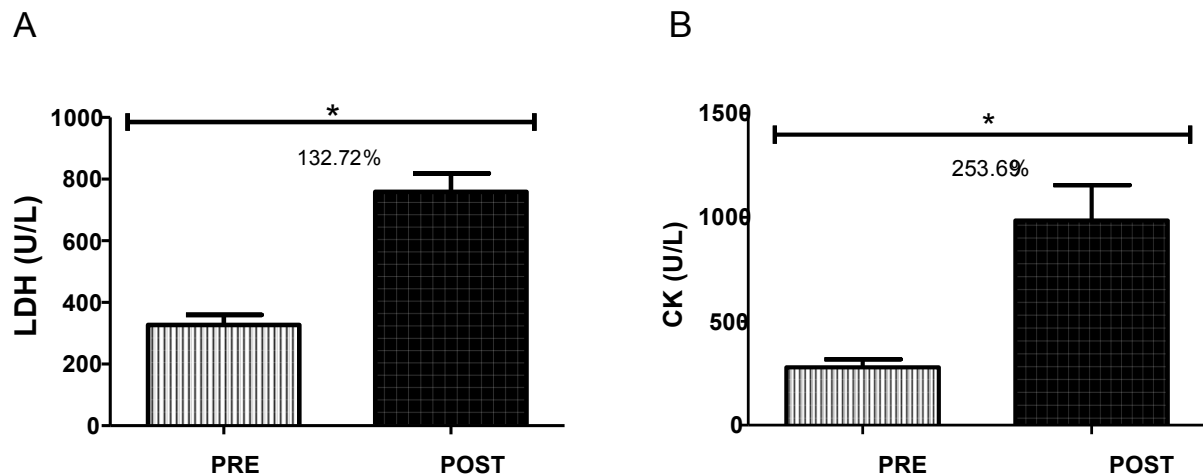 A
B
1000
800
600
400
200
0
LDH (U/L)
*
132.72%
PRE
POST
1500
1000
500
0
CK (U/L)
*
253.69%
PRE
POST